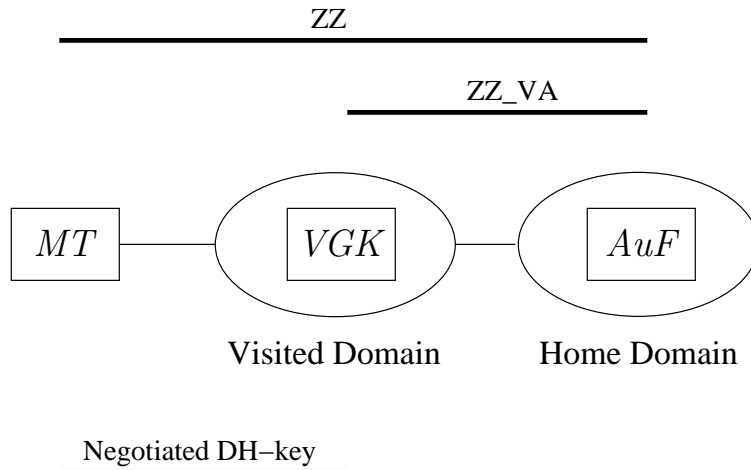 ZZ
ZZ_VA
MT
VGK
AuF
Visited Domain
Home Domain
Negotiated DH−key